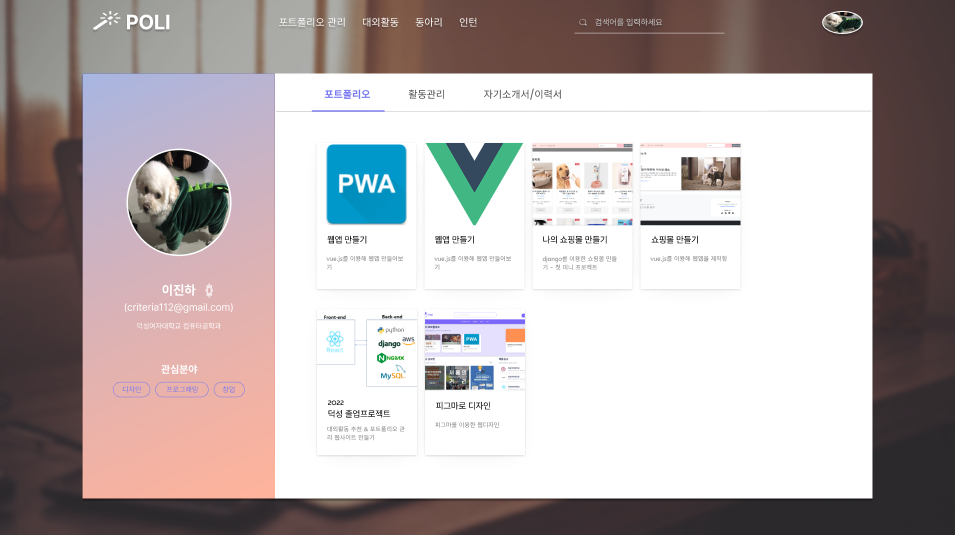 POLI
포트폴리오 관리 대외활동 동아리 인턴
검색어를 입력하세요
포트폴리오 활동관리 자기소개서/이력서
이진하
(criteria112@gmail.com)
덕성여자대학교 컴퓨터공학과
관심분야
디자인 프로그래밍 창업
PWA
웹앱 만들기
vue.js를 이용해 웹앱 만들어보
기
웹앱 만들기
vue.js를 이용해 웹앱 만들어보
기
나의 쇼핑몰 만들기
django를 이용한 쇼핑몰 만들
기 - 첫 미니 프로젝트
쇼핑몰 만들기
vue.js를 이용해 웹앱을 제작함
Front-end
Back-end
React
python
django
aws
NGINX
MySQL
2022
덕성 졸업프로젝트
대외활동 추천 & 포트폴리오 관
리 웹사이트 만들기
PWA
피그마로 디자인
피그마를 이용한 웹디자인